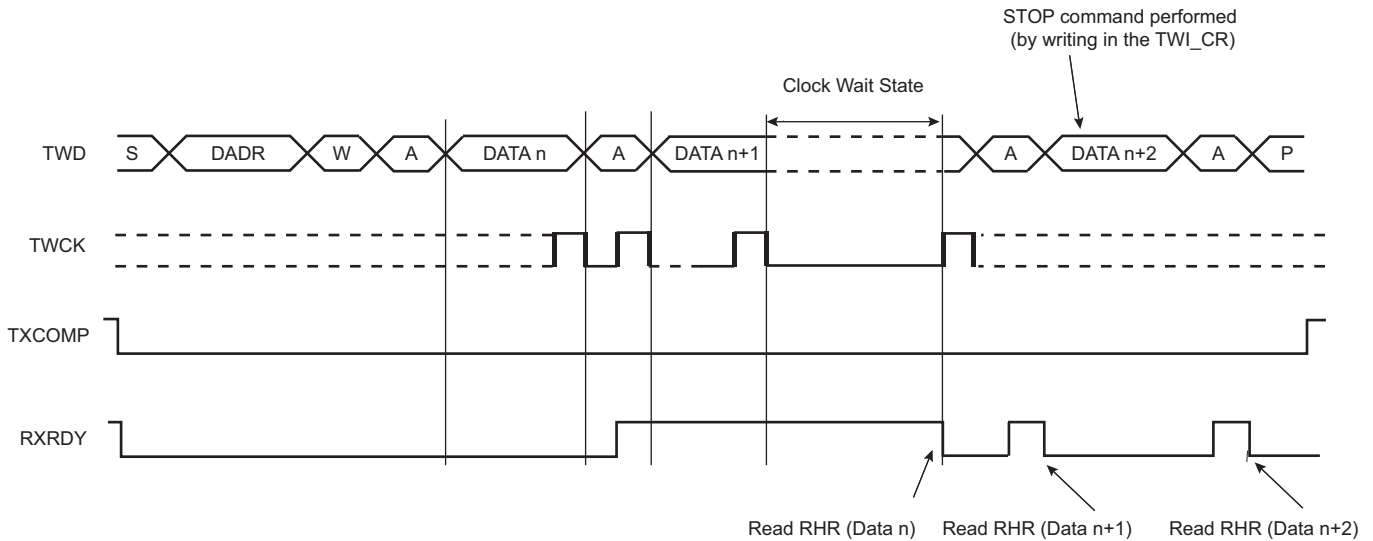 STOP command performed
(by writing in the TWI_CR)
Clock Wait State
TWD S DADR W A DATA n A DATA n+1 A DATA n+2 A P
TWCK
TXCOMP
RXRDY
Read RHR (Data n) Read RHR (Data n+1) Read RHR (Data n+2)